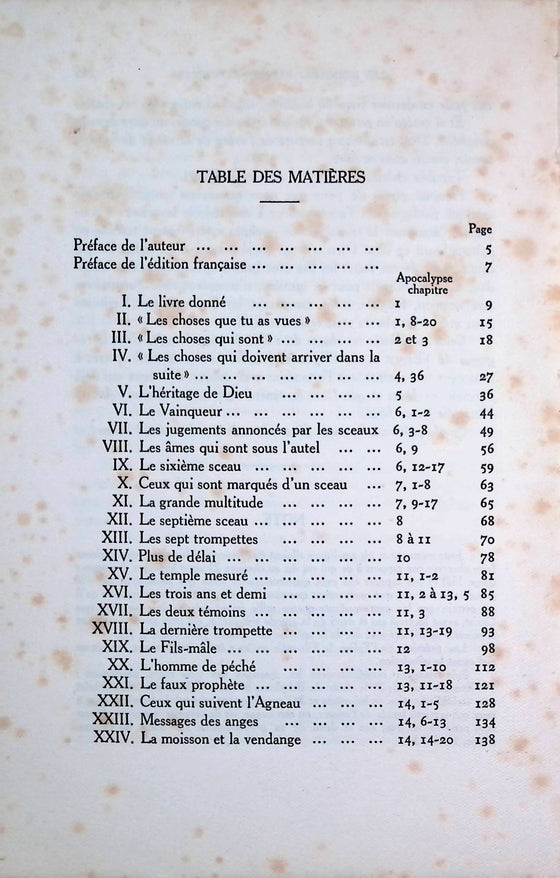 TABLE DES MATIÈRES
Page
Préface de l'auteur ... ... ... ... ... ... ... 5
Préface de l'édition française ... ... ... ... ... 7
Apocalypse
chapitre
I. Le livre donné ... ... ... ... ... 1 9
II. « Les choses que tu as vues » ... ... 1, 8-20 15
III. « Les choses qui sont » ... ... ... ... 2 et 3 18
IV. « Les choses qui doivent arriver dans la
suite » ... ... ... ... ... ... ... 4, 36 27
V. L'héritage de Dieu ... ... ... ... 5 36
VI. Le Vainqueur ... ... ... ... ... ... 6, 1-2 44
VII. Les jugements annoncés par les sceaux 6, 3-8 49
VIII. Les âmes qui sont sous l'autel ... ... 6, 9 56
IX. Le sixième sceau ... ... ... ... ... 6, 12-17 59
X. Ceux qui sont marqués d'un sceau ... 7, 1-8 63
XI. La grande multitude ... ... ... ... 7, 9-17 65
XII. Le septième sceau ... ... ... ... ... 8 68
XIII. Les sept trompettes ... ... ... ... 8 à 11 70
XIV. Plus de délai ... ... ... ... ... ... 10 78
XV. Le temple mesuré ... ... ... ... ... 11, 1-2 81
XVI. Les trois ans et demi ... ... ... ... 11, 2 à 13, 5 85
XVII. Les deux témoins ... ... ... ... ... 11, 3 88
XVIII. La dernière trompette ... ... ... ... 11, 13-19 93
XIX. Le Fils-mâle ... ... ... ... ... ... 12 98
XX. L'homme de péché ... ... ... ... 13, 1-10 112
XXI. Le faux prophète ... ... ... ... ... 13, 11-18 121
XXII. Ceux qui suivent l'Agneau ... ... ... 14, 1-5 128
XXIII. Messages des anges ... ... ... ... 14, 6-13 134
XXIV. La moisson et la vendange ... ... ... 14, 14-20 138